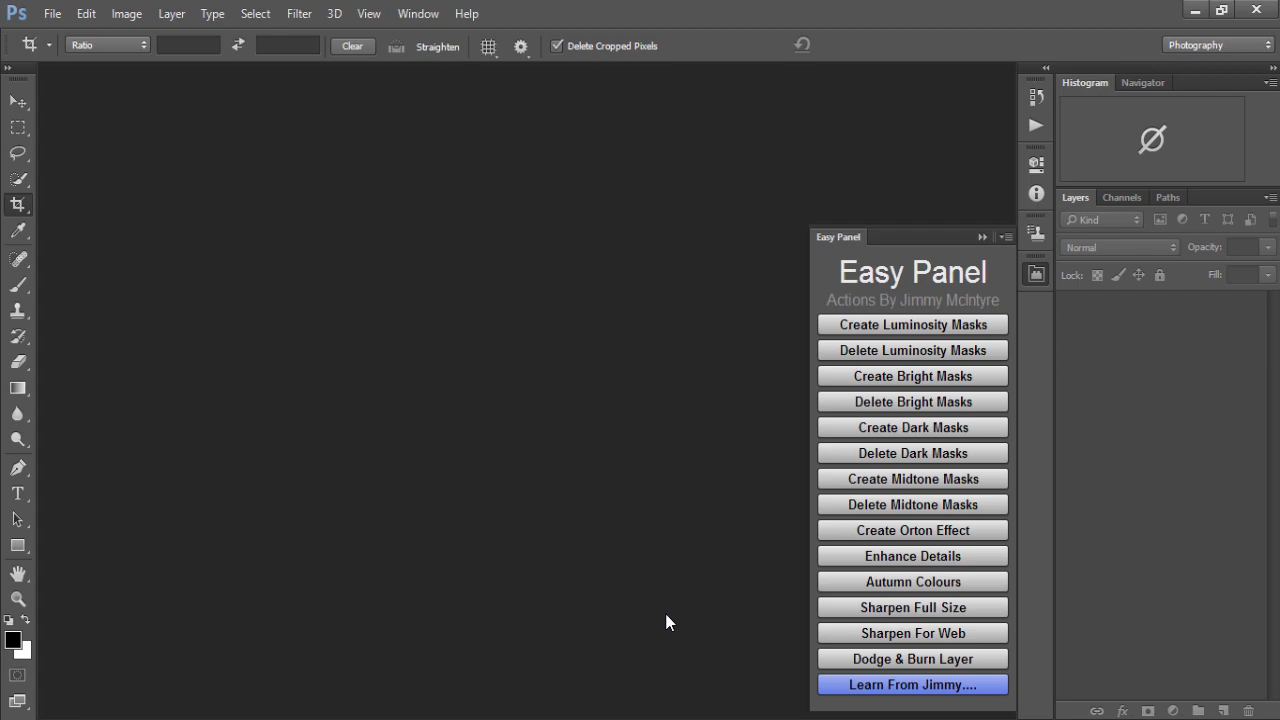 Ps File Edit Image Layer Type Select Filter 3D View Window Help
Ratio Clear Straighten Delete Cropped Pixels Photography
Histogram Navigator
Layers Channels Paths
Kind T
Normal Opacity:
Lock: Fill:
Easy Panel
Easy Panel
Actions By Jimmy McIntyre
Create Luminosity Masks
Delete Luminosity Masks
Create Bright Masks
Delete Bright Masks
Create Dark Masks
Delete Dark Masks
Create Midtone Masks
Delete Midtone Masks
Create Orton Effect
Enhance Details
Autumn Colours
Sharpen Full Size
Sharpen For Web
Dodge & Burn Layer
Learn From Jimmy....
T
fx